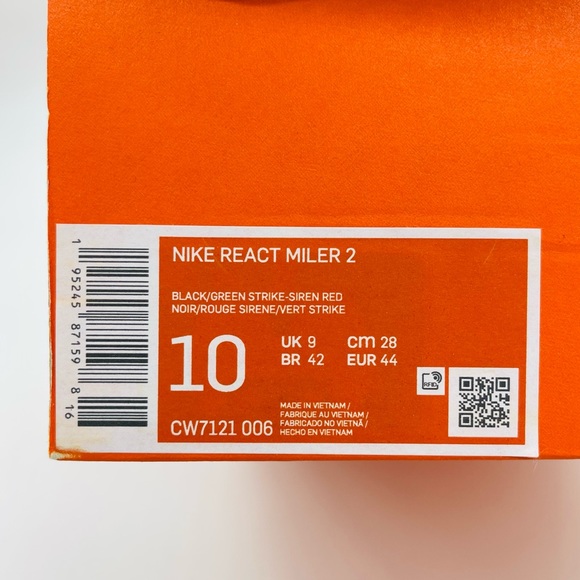 NIKE REACT MILER 2
BLACK/GREEN STRIKE-SIREN RED
NOIR/ROUGE SIRENE/VERT STRIKE
10
UK 9 cm 28
BR 42 EUR 44
CW7121 006
MADE IN VIETNAM /
FABRIQUE AU VIETNAM /
FABRICADO NO VIETNÃ /
HECHO EN VIETNAM
RFID
1 95245 87159 8 16